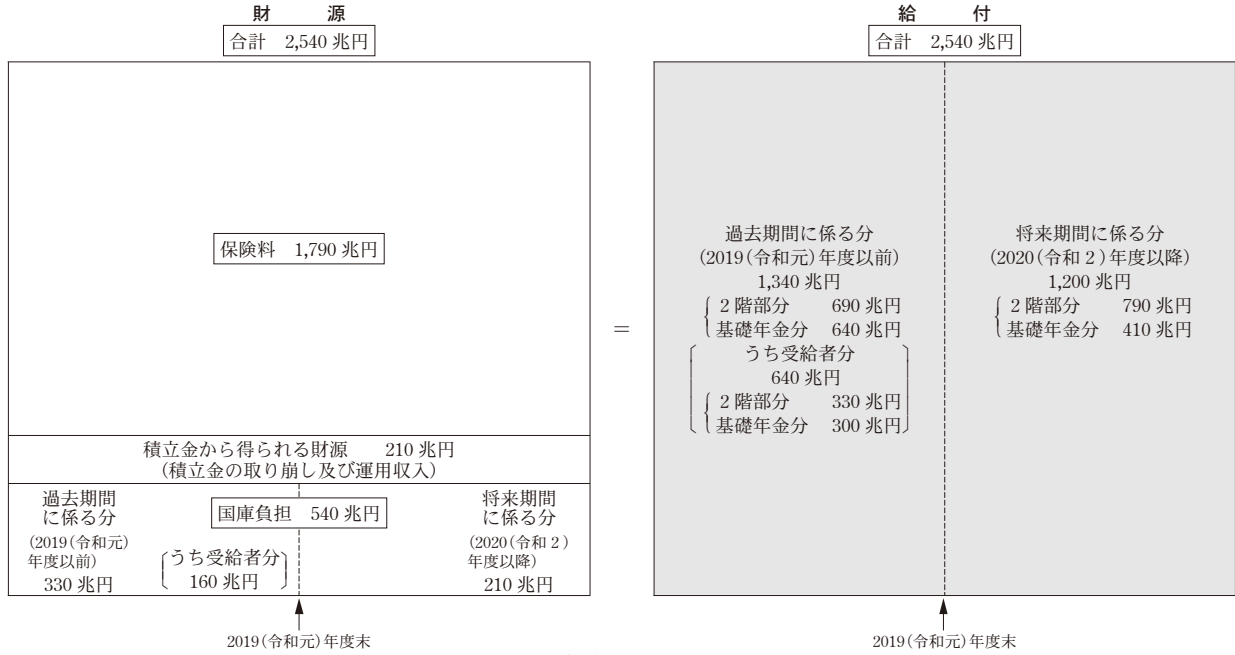 財源
合計 2,540 兆円
保険料 1,790 兆円
積立金から得られる財源 210 兆円
(積立金の取り崩し及び運用収入)
過去期間
に係る分
(2019(令和元)
年度以前)
330 兆円
国庫負担 540 兆円
うち受給者分
160 兆円
将来期間
に係る分
(2020(令和2)
年度以降)
210 兆円
2019(令和元)年度末
=
給付
合計 2,540 兆円
過去期間に係る分
(2019(令和元)年度以前)
1,340 兆円
2階部分 690 兆円
基礎年金分 640 兆円
うち受給者分
640 兆円
2階部分 330 兆円
基礎年金分 300 兆円
将来期間に係る分
(2020(令和2)年度以降)
1,200 兆円
2階部分 790 兆円
基礎年金分 410 兆円
2019(令和元)年度末